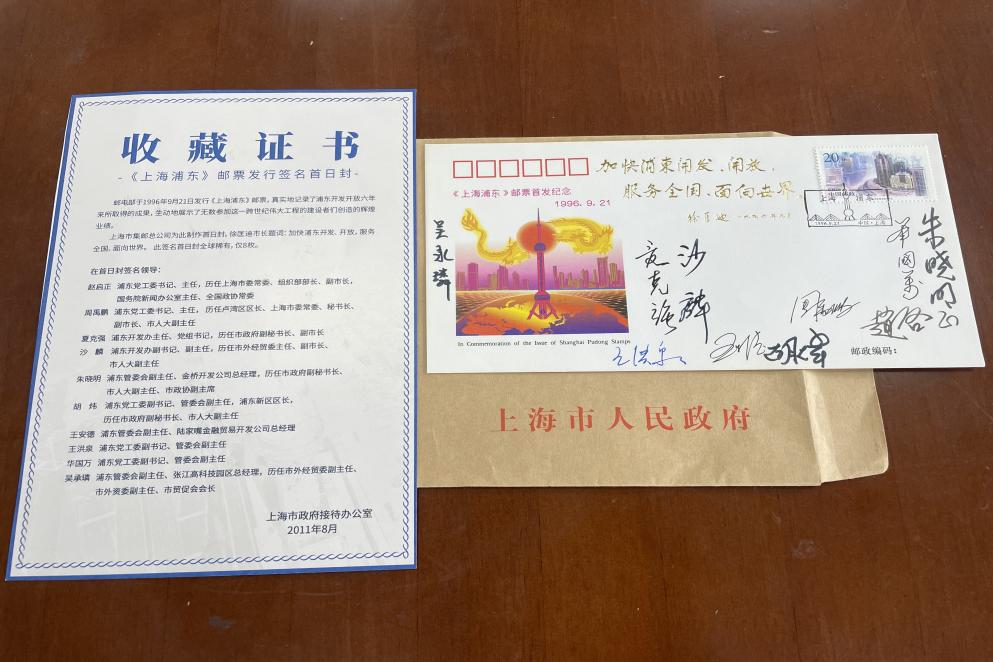 收藏证书
-《上海浦东》邮票发行签名首日封-
邮电部于1996年9月21日发行《上海浦东》邮票，真实地记录了浦东开发开放六年
来所取得的成果，生动地展示了无数参加这一跨世纪伟大工程的建设者们创造的辉煌
业绩。
上海市集邮总公司为此制作首日封，徐匡迪市长题词：加快浦东开发、开放，服务
全国，面向世界。 此签名首日封全球稀有，仅8枚。
在首日封签名领导：
赵启正 浦东党工委书记、主任，历任上海市委常委、组织部部长、副市长，
国务院新闻办公室主任、全国政协常委
周禹鹏 浦东党工委书记、主任，历任卢湾区区长、上海市委常委、秘书长、
副市长、市人大副主任
夏克强 浦东开发办主任、党组书记，历任市政府副秘书长、副市长
沙 麟 浦东开发办副书记、副主任，历任市外经贸委主任、副市长、
市人大副主任
朱晓明 浦东管委会副主任、金桥开发公司总经理，历任市政府副秘书长、
市人大副主任、市政协副主席
胡 炜 浦东党工委副书记、管委会副主任，浦东新区区长，
历任市政府副秘书长、市人大副主任
王安德 浦东管委会副主任、陆家嘴金融贸易开发公司总经理
王洪泉 浦东党工委副书记、管委会副主任
华国万 浦东党工委副书记、管委会副主任
吴承璘 浦东管委会副主任、张江高科技园区总经理，历任市外经贸委副主任、
市外资委副主任、市贸促会会长
上海市政府接待办公室
2011年8月
加快浦东开发、开放，
服务全国、面向世界
徐匡迪 一九九六年九月
《上海浦东》邮票首发纪念
1996. 9. 21
20
上海 浦东
1996.9.21 中国·上海
吴承璘
夏克强
沙麟
华国万
朱晓明
赵启正
王洪泉
胡炜
In Commemoration of the Issue of Shanghai Pudong Stamps
邮政编码：
上海市人民政府